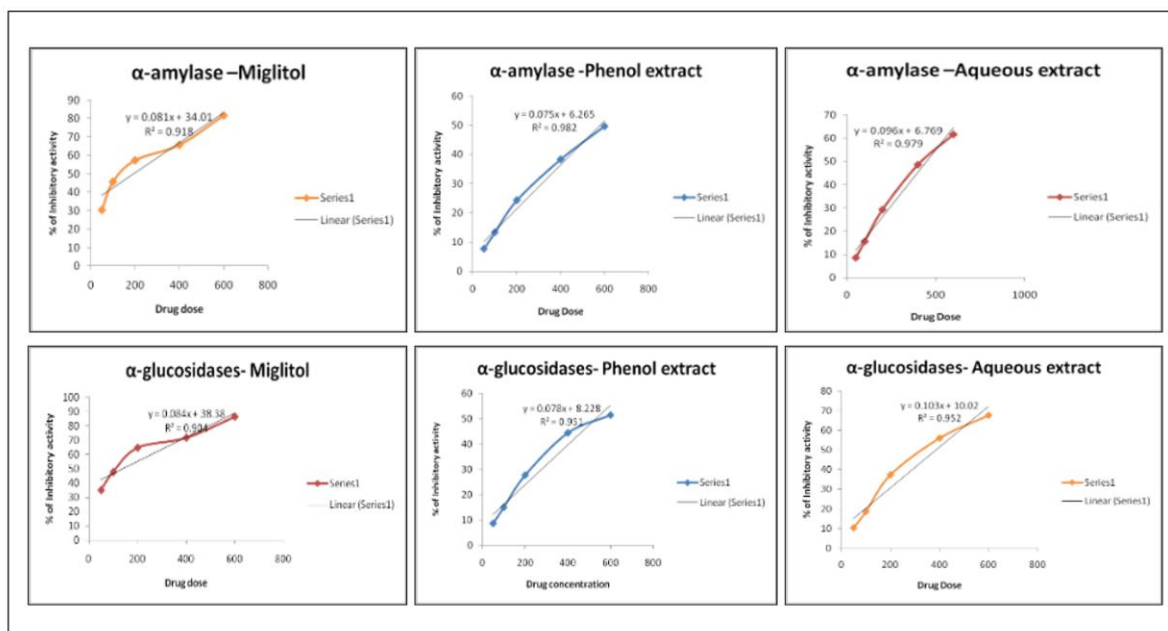 α-amylase –Miglitol
% of Inhibitory activity
90
80
70
60
50
40
30
20
10
0
y = 0.081x + 34.01
R² = 0.918
Series1
Linear (Series1)
0 200 400 600 800
Drug dose
α-amylase -Phenol extract
% of Inhibitory activity
60
50
40
30
20
10
0
y = 0.075x + 6.265
R² = 0.982
Series1
Linear (Series1)
0 200 400 600 800
Drug Dose
α-amylase –Aqueous extract
% of Inhibitory activity
70
60
50
40
30
20
10
0
y = 0.096x + 6.769
R² = 0.979
Series1
Linear (Series1)
0 500 1000
Drug Dose
α-glucosidases- Miglitol
% of Inhibitory activity
100
90
80
70
60
50
40
30
20
10
0
y = 0.084x + 38.38
R² = 0.904
Series1
Linear (Series1)
0 200 400 600 800
Drug dose
α-glucosidases- Phenol extract
% of Inhibitory activity
60
50
40
30
20
10
0
y = 0.078x + 8.228
R² = 0.951
Series1
Linear (Series1)
0 200 400 600 800
Drug concentration
α-glucosidases- Aqueous extract
% of Inhibitory activity
80
70
60
50
40
30
20
10
0
y = 0.103x + 10.02
R² = 0.952
Series1
Linear (Series1)
0 200 400 600 800
Drug Dose